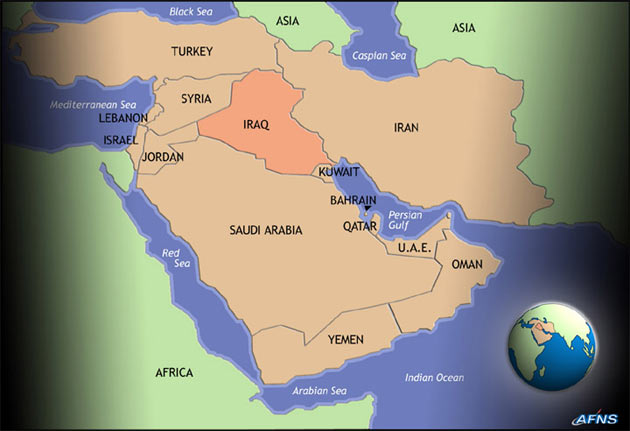 Black Sea
ASIA
ASIA
TURKEY
Caspian Sea
Mediterranean Sea
SYRIA
LEBANON
IRAQ
IRAN
ISRAEL
JORDAN
KUWAIT
BAHRAIN
Persian
Gulf
QATAR
SAUDI ARABIA
U.A.E.
Red
Sea
OMAN
YEMEN
AFRICA
Indian Ocean
Arabian Sea
AFNS